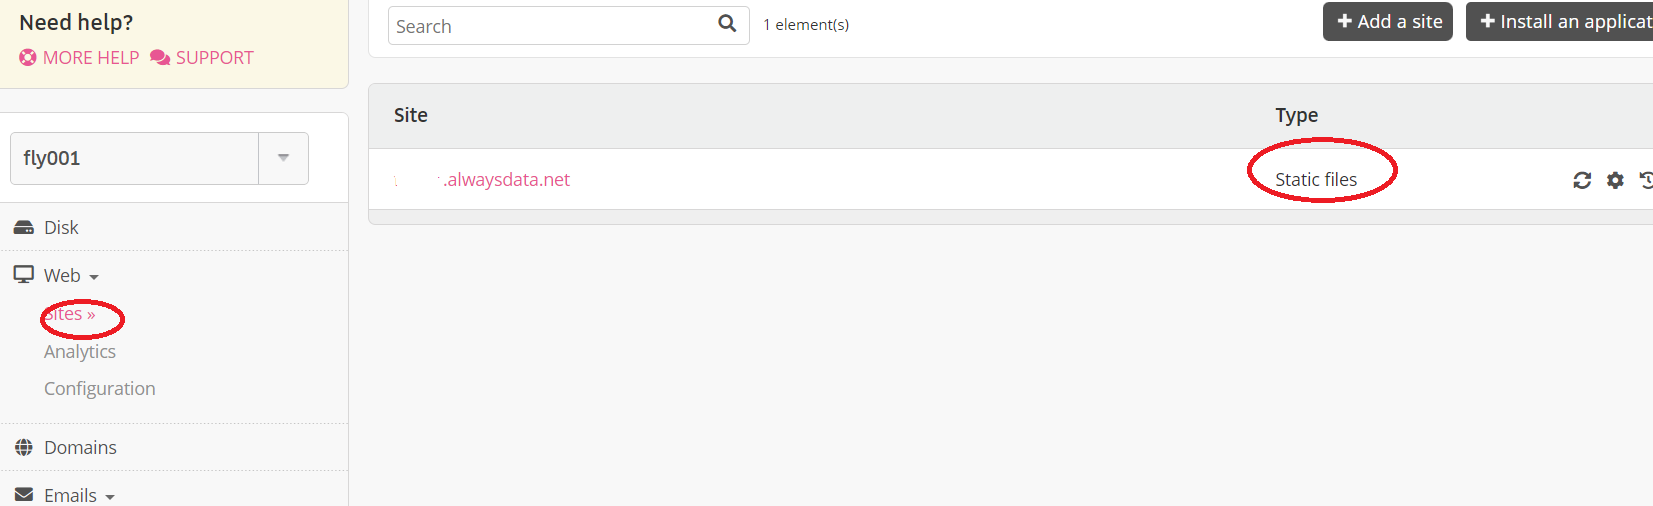 Need help?
MORE HELP SUPPORT
Search
1 element(s)
Add a site
Install an applicat
fly001
Disk
Web
Sites »
Analytics
Configuration
Domains
Emails
Site Type
.alwaysdata.net Static files